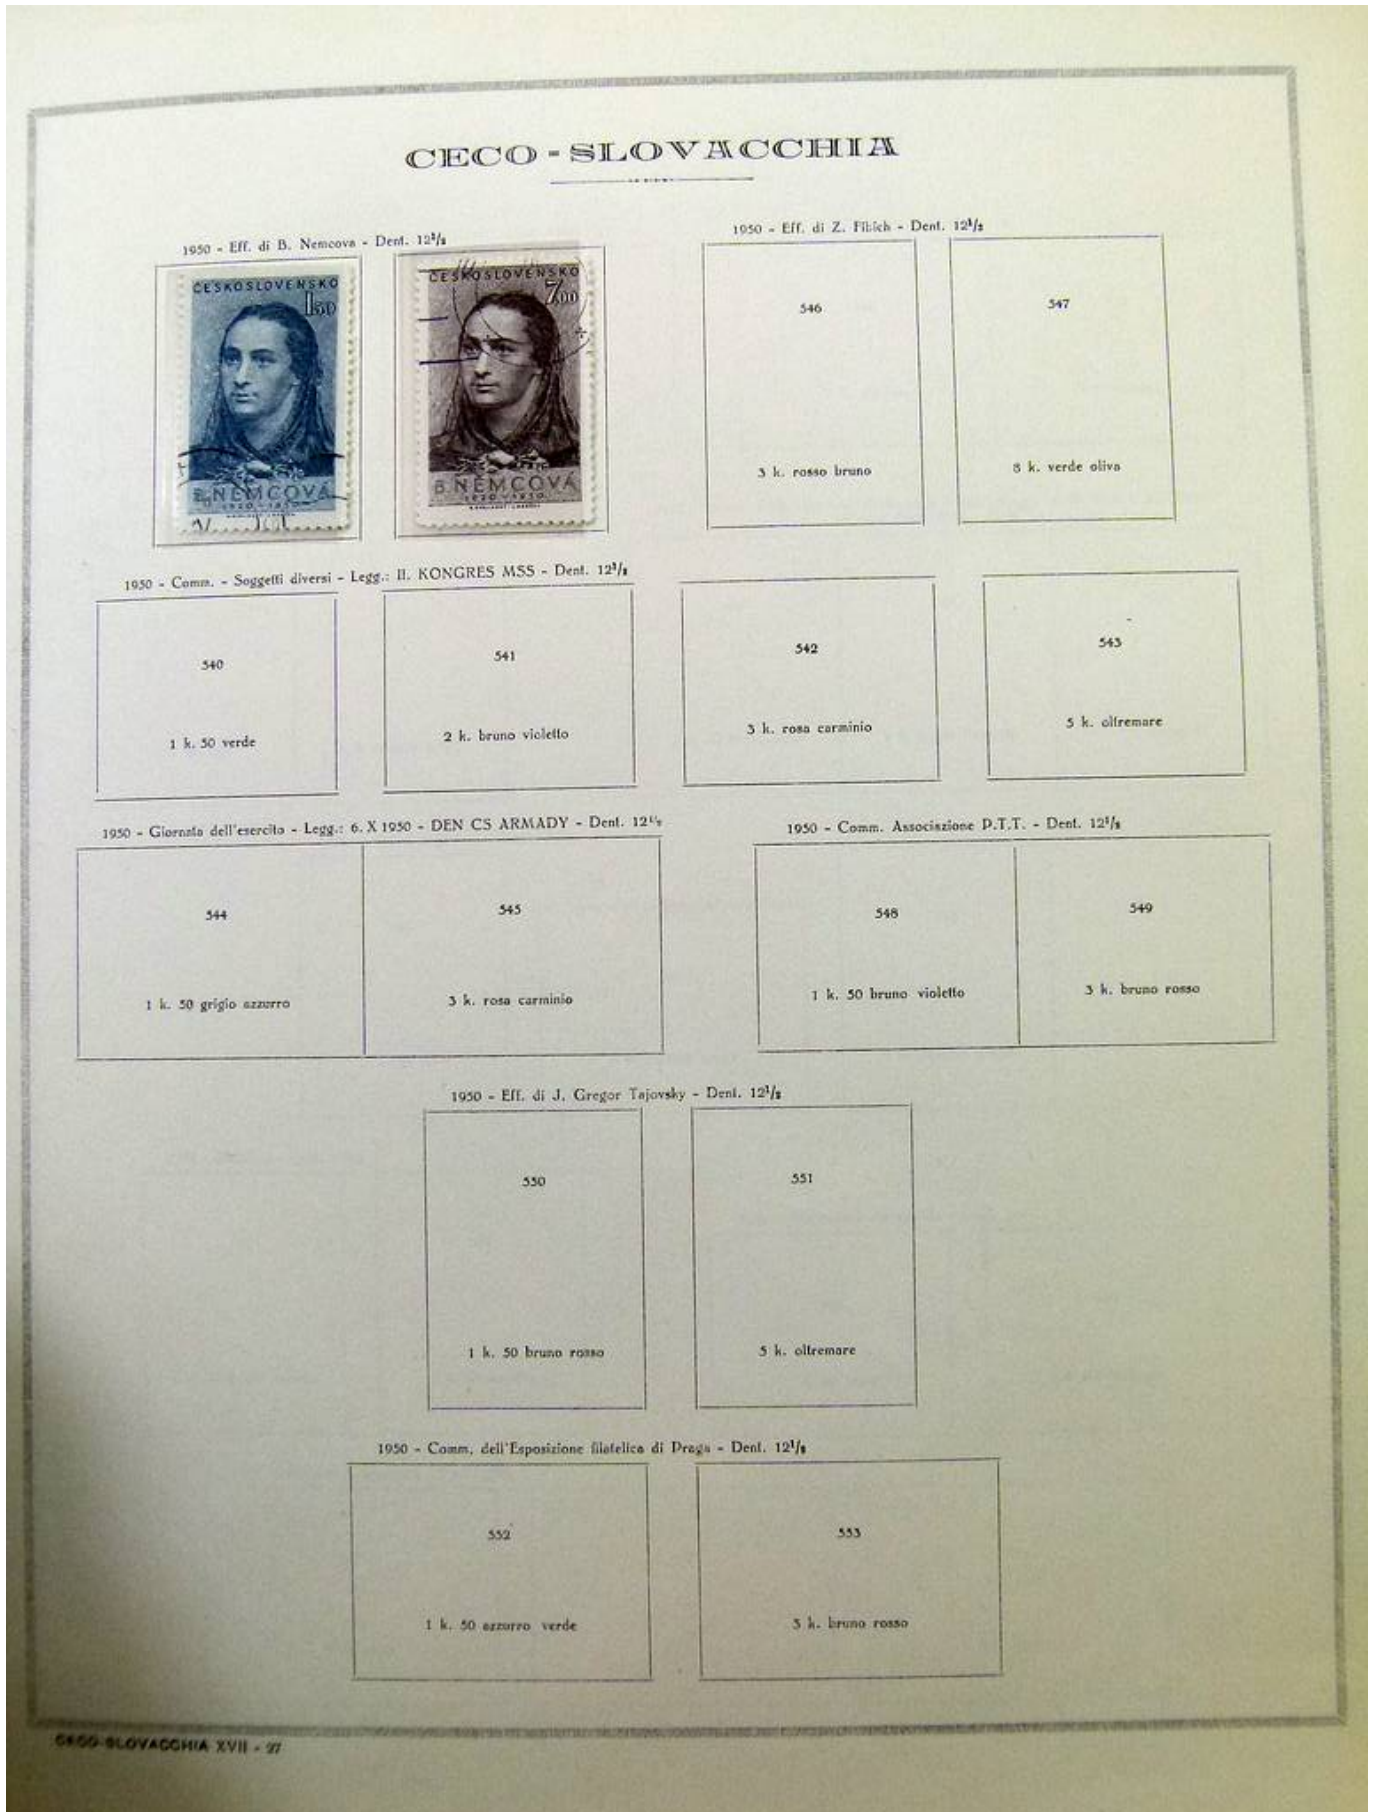 CECO-SLOVACCHIA
1950 - Eff. di B. Nemcova - Dent. 12½
ČESKOSLOVENSKO
1,50
B. NĚMCOVÁ
1820-1950
ČESKOSLOVENSKO
7,00
B. NĚMCOVÁ
1820-1950
1950 - Eff. di Z. Fibich - Dent. 12½
546
3 k. rosso bruno
547
8 k. verde oliva
1950 - Comm. - Soggetti diversi - Legg.: II. KONGRES MSS - Dent. 12½
540
1 k. 50 verde
541
2 k. bruno violetto
542
3 k. rosa carminio
543
5 k. oltremare
1950 - Giornata dell'esercito - Legg.: 6. X 1950 - DEN CS ARMADY - Dent. 12½
544
1 k. 50 grigio azzurro
545
3 k. rosa carminio
1950 - Comm. Associazione P.T.T. - Dent. 12½
548
1 k. 50 bruno violetto
549
3 k. bruno rosso
1950 - Eff. di J. Gregor Tajovsky - Dent. 12½
550
1 k. 50 bruno rosso
551
5 k. oltremare
1950 - Comm. dell'Esposizione filatelica di Praga - Dent. 12½
552
1 k. 50 azzurro verde
553
3 k. bruno rosso
CECO-SLOVACCHIA XVII - 27